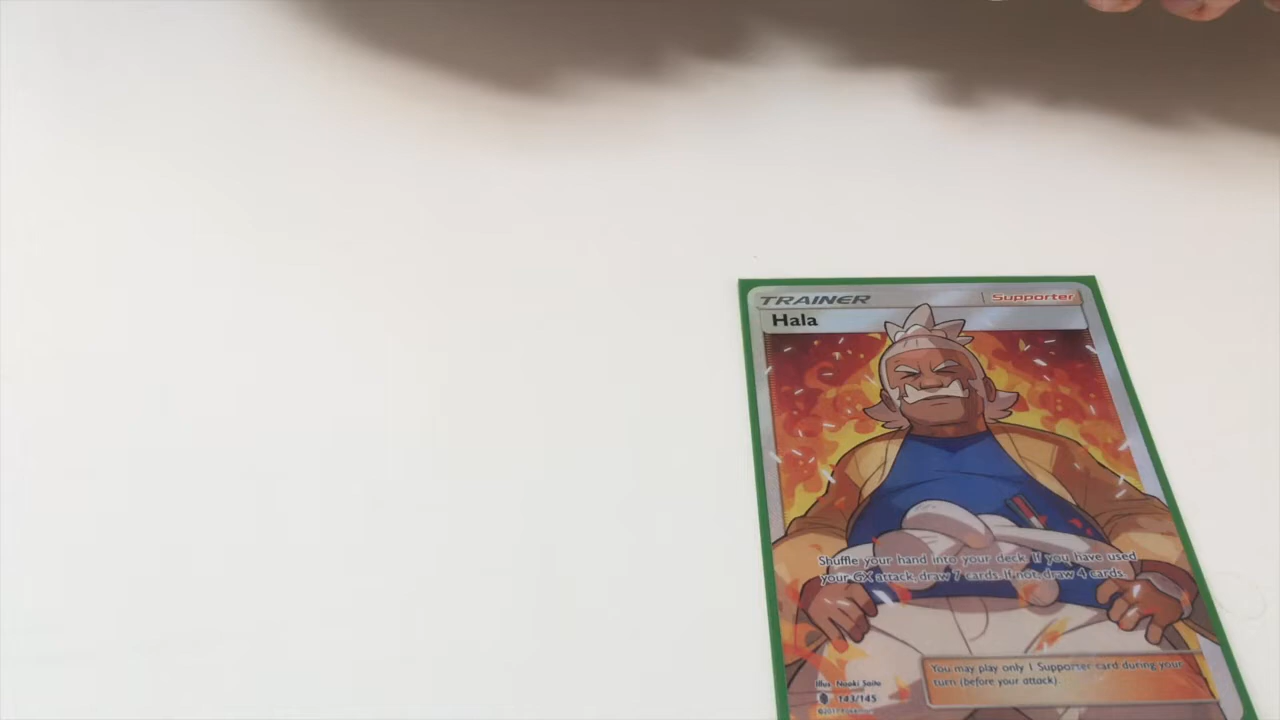 TRAINER
Supporter
Hala
Shuffle your hand into your deck. If you have used
your GX attack, draw 7 cards. If not, draw 4 cards.
You may play only 1 Supporter card during your
turn (before your attack).
Illus. Naoki Saito
143/145